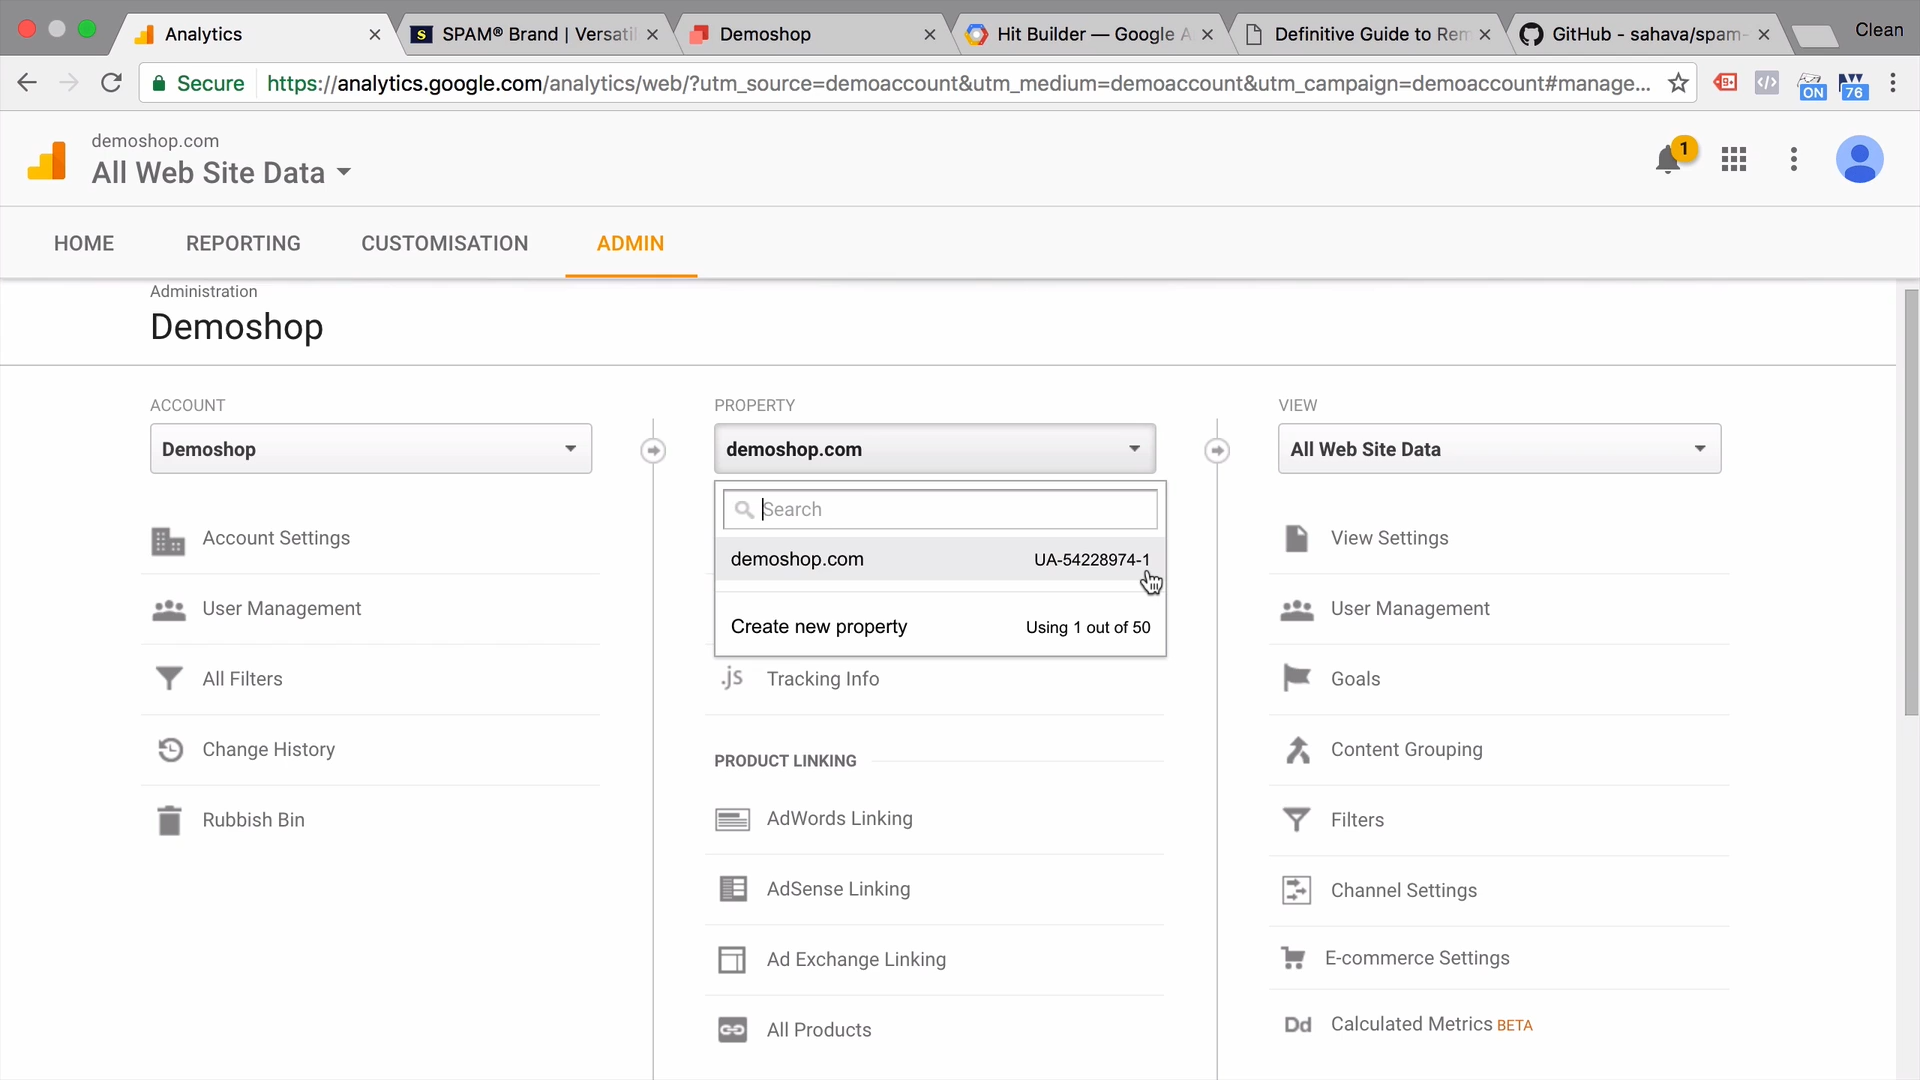 Analytics
SPAM® Brand | Versati
Demoshop
Hit Builder — Google A
Definitive Guide to Rem
GitHub - sahava/spam-
Clean
Secure
https://analytics.google.com/analytics/web/?utm_source=demoaccount&utm_medium=demoaccount&utm_campaign=demoaccount#manage...
ON
76
demoshop.com
All Web Site Data
1
HOME
REPORTING
CUSTOMISATION
ADMIN
Administration
Demoshop
ACCOUNT
Demoshop
Account Settings
User Management
All Filters
Change History
Rubbish Bin
PROPERTY
demoshop.com
Search
demoshop.com UA-54228974-1
Create new property Using 1 out of 50
.js Tracking Info
PRODUCT LINKING
AdWords Linking
AdSense Linking
Ad Exchange Linking
All Products
VIEW
All Web Site Data
View Settings
User Management
Goals
Content Grouping
Filters
Channel Settings
E-commerce Settings
Dd Calculated Metrics BETA